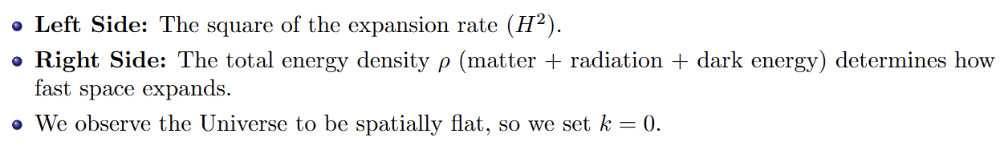 • Left Side: The square of the expansion rate (H²).
• Right Side: The total energy density ρ (matter + radiation + dark energy) determines how
fast space expands.
• We observe the Universe to be spatially flat, so we set k = 0.